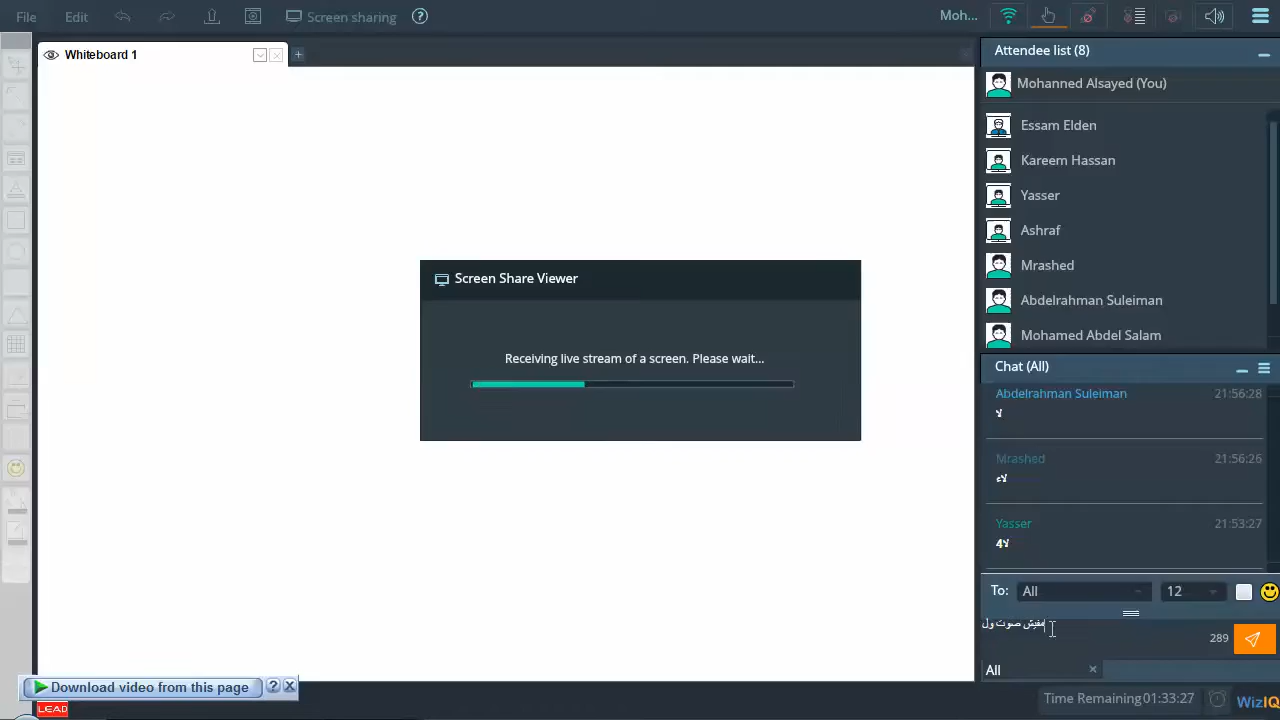 File Edit Screen sharing Moh...
Whiteboard 1
Attendee list (8)
Mohanned Alsayed (You)
Essam Elden
Kareem Hassan
Yasser
Ashraf
Mrashed
Abdelrahman Suleiman
Mohamed Abdel Salam
Screen Share Viewer
Receiving live stream of a screen. Please wait...
Chat (All)
Abdelrahman Suleiman 21:56:28
لا
Mrashed 21:56:26
لاء
Yasser 21:53:27
لا4
To: All 12
مفيش صوت ول
289
All
Download video from this page
LEAD
Time Remaining 01:33:27
WizIQ